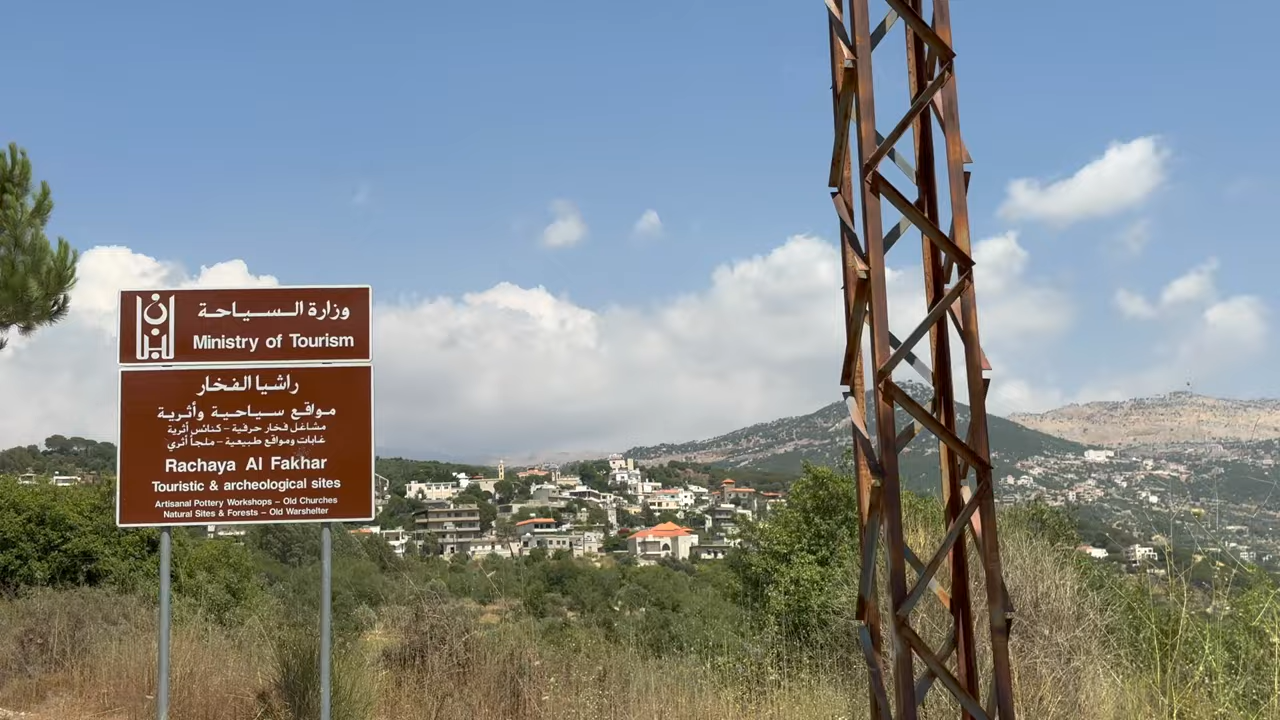 وزارة السياحة
لبنان
Ministry of Tourism
راشيا الفخار
مواقع سياحية وأثرية
مشاغل فخار حرفية – كنائس أثرية
غابات ومواقع طبيعية – ملجأ أثري
Rachaya Al Fakhar
Touristic & archeological sites
Artisanal Pottery Workshops – Old Churches
Natural Sites & Forests – Old Warshelter